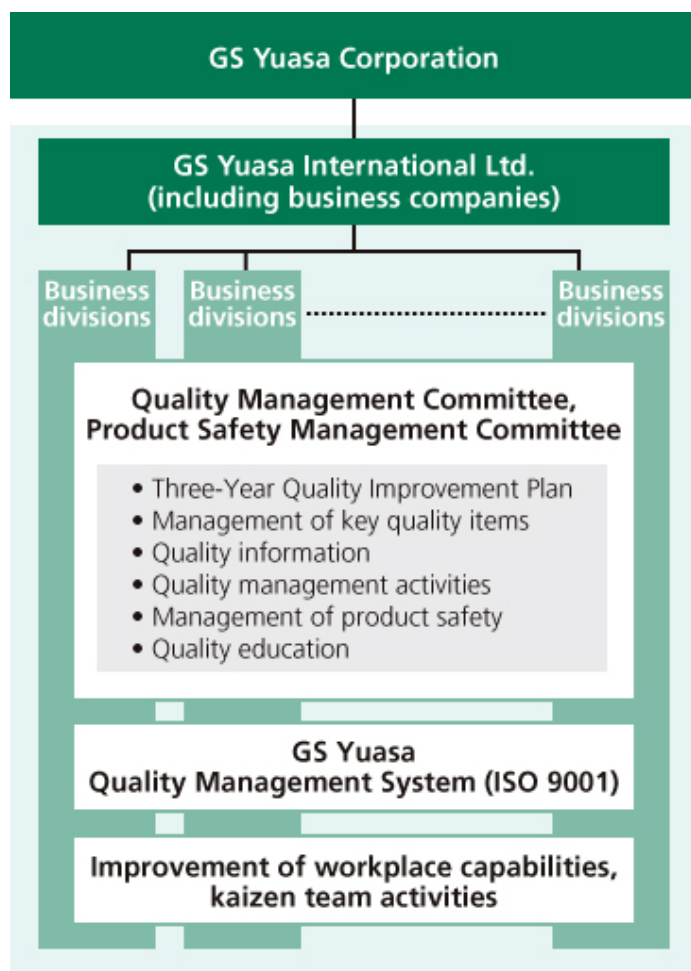 GS Yuasa Corporation
GS Yuasa International Ltd.
(including business companies)
Business
divisions
Business
divisions
Business
divisions
Quality Management Committee,
Product Safety Management Committee
• Three-Year Quality Improvement Plan
• Management of key quality items
• Quality information
• Quality management activities
• Management of product safety
• Quality education
GS Yuasa
Quality Management System (ISO 9001)
Improvement of workplace capabilities,
kaizen team activities